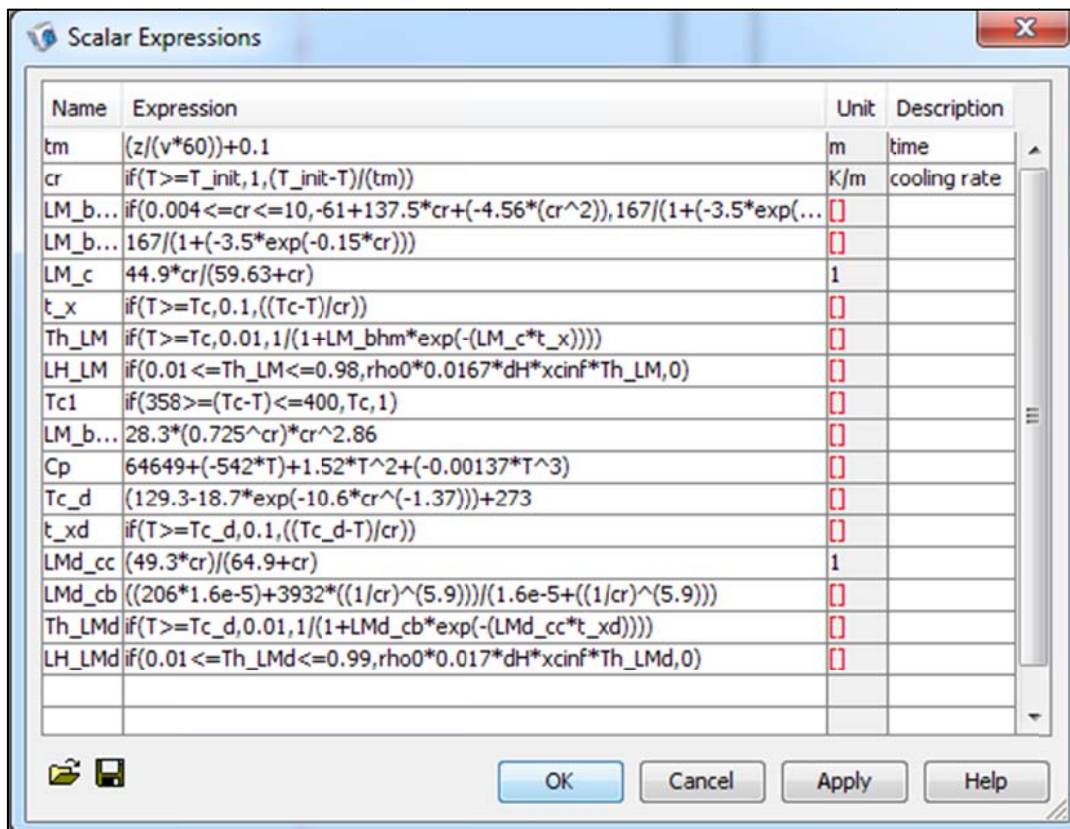 Scalar Expressions
Name Expression Unit Description
tm (z/(v*60))+0.1 m time
cr if(T>=T_init,1,(T_init-T)/(tm)) K/m cooling rate
LM_b... if(0.004<=cr<=10,-61+137.5*cr+(-4.56*(cr^2)),167/(1+(-3.5*exp(... []
LM_b... 167/(1+(-3.5*exp(-0.15*cr))) []
LM_c 44.9*cr/(59.63+cr) 1
t_x if(T>=Tc,0.1,((Tc-T)/cr)) []
Th_LM if(T>=Tc,0.01,1/(1+LM_bhm*exp(-(LM_c*t_x)))) []
LH_LM if(0.01<=Th_LM<=0.98,rho0*0.0167*dH*xcinf*Th_LM,0) []
Tc1 if(358>=(Tc-T)<=400,Tc,1) []
LM_b... 28.3*(0.725^cr)*cr^2.86 []
Cp 64649+(-542*T)+1.52*T^2+(-0.00137*T^3) []
Tc_d (129.3-18.7*exp(-10.6*cr^(-1.37)))+273 []
t_xd if(T>=Tc_d,0.1,((Tc_d-T)/cr)) []
LMd_cc (49.3*cr)/(64.9+cr) 1
LMd_cb ((206*1.6e-5)+3932*((1/cr)^(5.9)))/(1.6e-5+((1/cr)^(5.9))) []
Th_LMd if(T>=Tc_d,0.01,1/(1+LMd_cb*exp(-(LMd_cc*t_xd)))) []
LH_LMd if(0.01<=Th_LMd<=0.99,rho0*0.017*dH*xcinf*Th_LMd,0) []
OK Cancel Apply Help